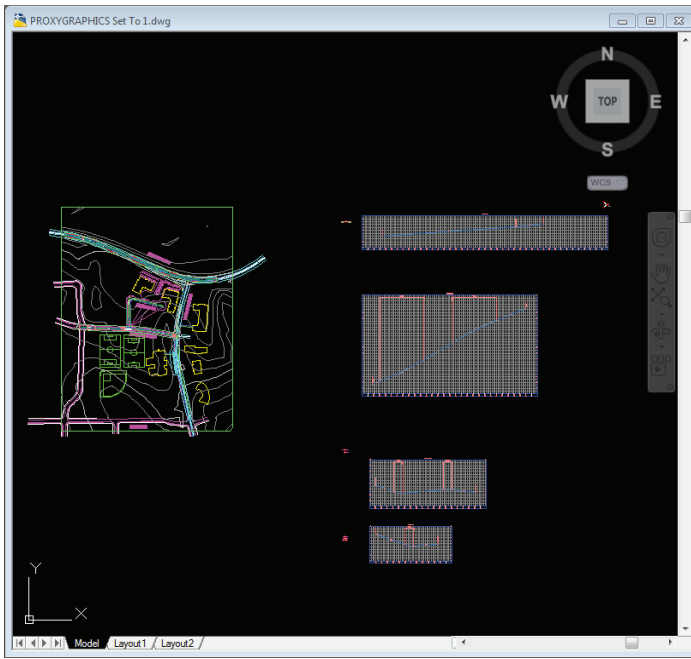 PROXYGRAPHICS Set To 1.dwg
N
W
TOP
E
S
WCS
Y
X
Model
Layout1
Layout2